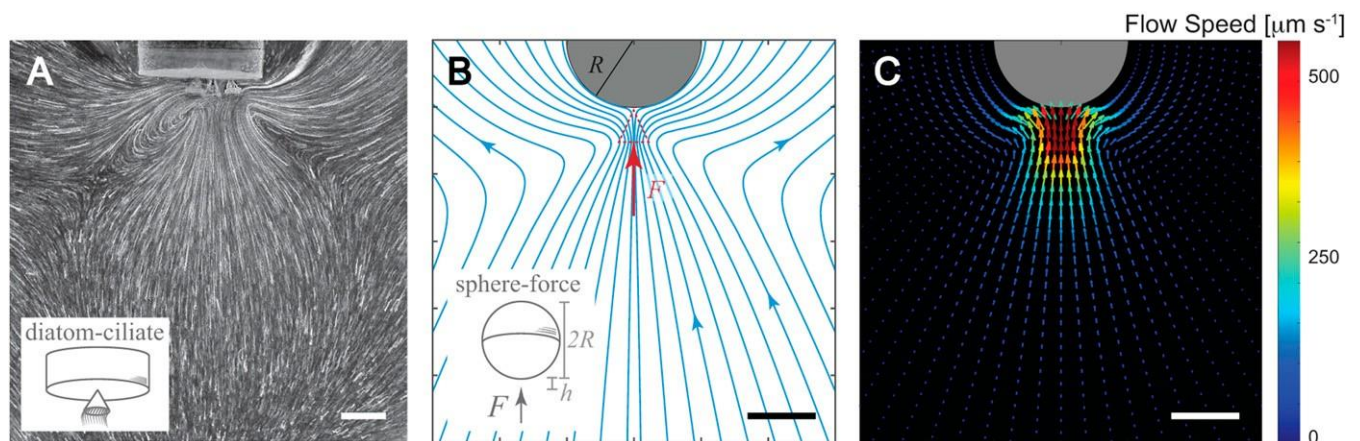 Flow Speed [µm s⁻¹]
A
diatom-ciliate
B
R
F
sphere-force
2R
h
F
C
500
250
0